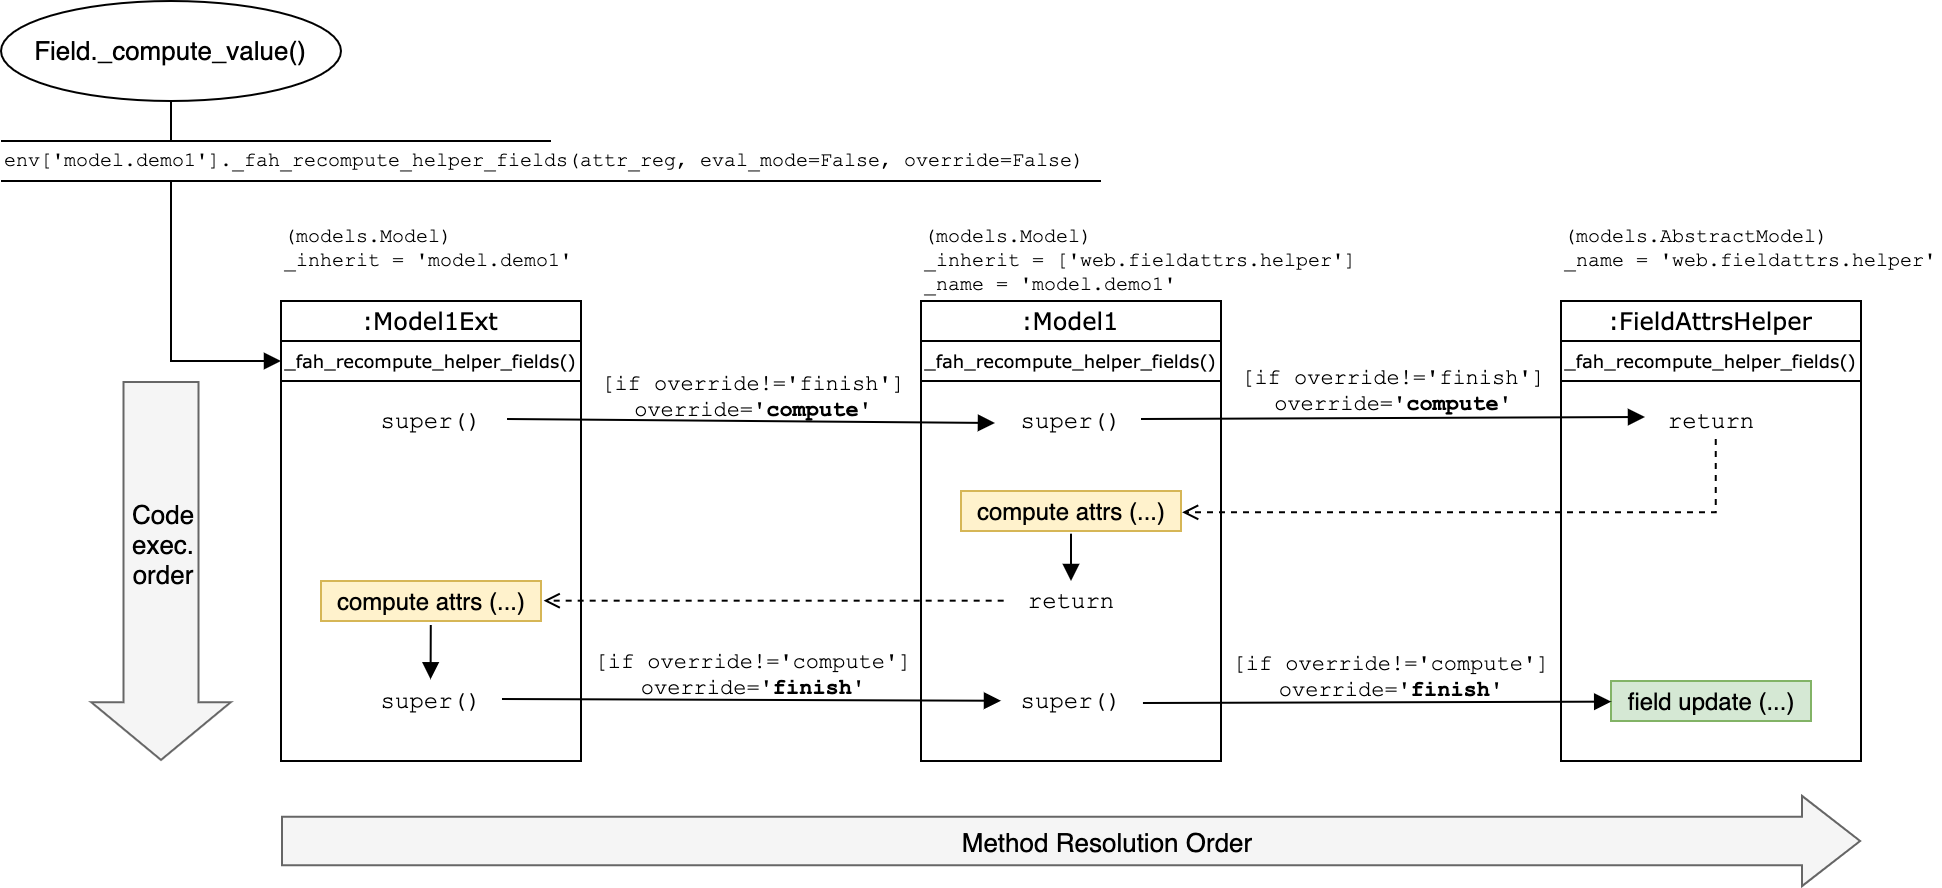 Field._compute_value()
env['model.demo1']._fah_recompute_helper_fields(attr_reg, eval_mode=False, override=False)
(models.Model)
_inherit = 'model.demo1'
(models.Model)
_inherit = ['web.fieldattrs.helper']
_name = 'model.demo1'
(models.AbstractModel)
_name = 'web.fieldattrs.helper'
:Model1Ext
:Model1
:FieldAttrsHelper
_fah_recompute_helper_fields()
_fah_recompute_helper_fields()
_fah_recompute_helper_fields()
[if override!='finish']
override='compute'
[if override!='finish']
override='compute'
super()
super()
return
compute attrs (...)
Code
exec.
order
compute attrs (...)
return
[if override!='compute']
override='finish'
[if override!='compute']
override='finish'
super()
super()
field update (...)
Method Resolution Order